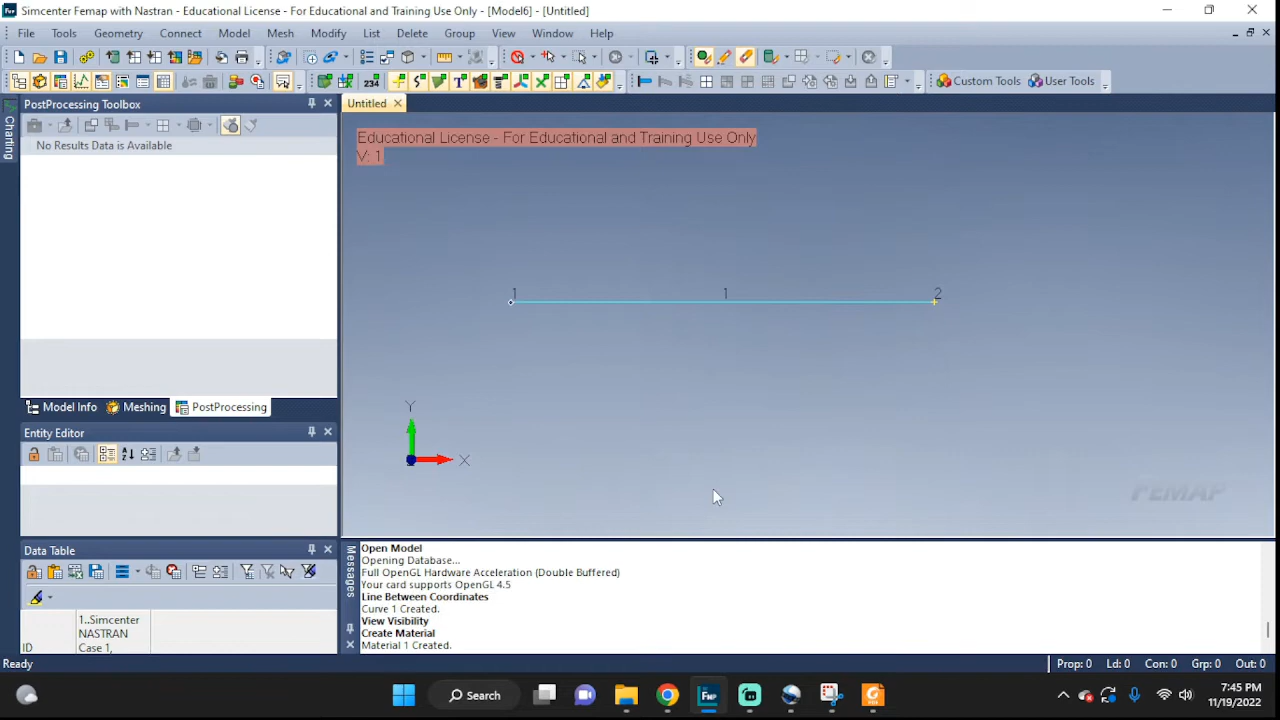 Simcenter Femap with Nastran - Educational License - For Educational and Training Use Only - [Model6] - [Untitled]
File Tools Geometry Connect Model Mesh Modify List Delete Group View Window Help
234 T Custom Tools User Tools
PostProcessing Toolbox
No Results Data is Available
Charting
Model Info Meshing PostProcessing
Entity Editor
Data Table
1..Simcenter
NASTRAN
ID Case 1,
Untitled
Educational License - For Educational and Training Use Only
V: 1
1 1 2
Y
X
FEMAP
Messages
Open Model
Opening Database...
Full OpenGL Hardware Acceleration (Double Buffered)
Your card supports OpenGL 4.5
Line Between Coordinates
Curve 1 Created.
View Visibility
Create Material
Material 1 Created.
Ready Prop: 0 Ld: 0 Con: 0 Grp: 0 Out: 0
Search
7:45 PM
11/19/2022